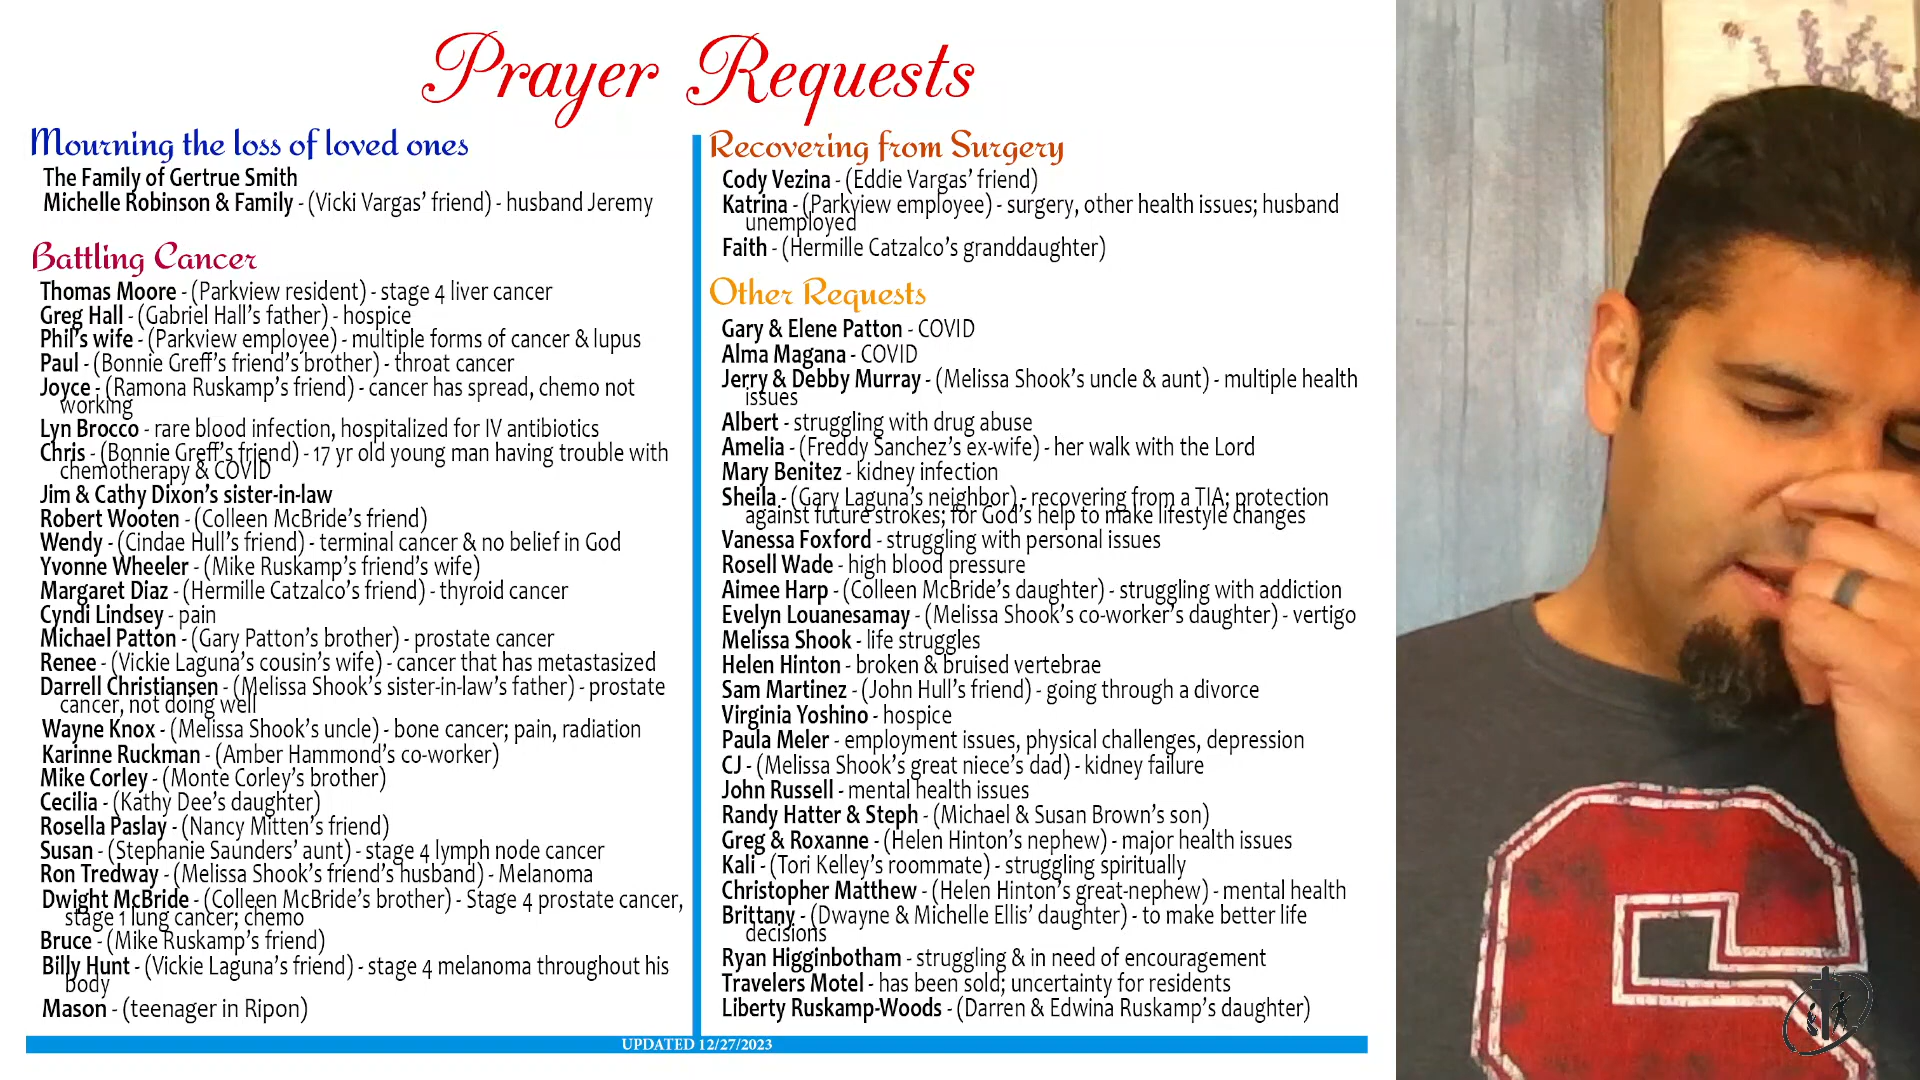 Prayer Requests
Mourning the loss of loved ones
The Family of Gertrue Smith
Michelle Robinson & Family - (Vicki Vargas' friend) - husband Jeremy
Battling Cancer
Thomas Moore - (Parkview resident) - stage 4 liver cancer
Greg Hall - (Gabriel Hall's father) - hospice
Phil's wife - (Parkview employee) - multiple forms of cancer & lupus
Paul - (Bonnie Greff's friend's brother) - throat cancer
Joyce - (Ramona Ruskamp's friend) - cancer has spread, chemo not
working
Lyn Brocco - rare blood infection, hospitalized for IV antibiotics
Chris - (Bonnie Greff's friend) - 17 yr old young man having trouble with
chemotherapy & COVID
Jim & Cathy Dixon's sister-in-law
Robert Wooten - (Colleen McBride's friend)
Wendy - (Cindae Hull's friend) - terminal cancer & no belief in God
Yvonne Wheeler - (Mike Ruskamp's friend's wife)
Margaret Diaz - (Hermille Catzalco's friend) - thyroid cancer
Cyndi Lindsey - pain
Michael Patton - (Gary Patton's brother) - prostate cancer
Renee - (Vickie Laguna's cousin's wife) - cancer that has metastasized
Darrell Christiansen - (Melissa Shook's sister-in-law's father) - prostate
cancer, not doing well
Wayne Knox - (Melissa Shook's uncle) - bone cancer; pain, radiation
Karinne Ruckman - (Amber Hammond's co-worker)
Mike Corley - (Monte Corley's brother)
Cecilia - (Kathy Dee's daughter)
Rosella Paslay - (Nancy Mitten's friend)
Susan - (Stephanie Saunders' aunt) - stage 4 lymph node cancer
Ron Tredway - (Melissa Shook's friend's husband) - Melanoma
Dwight McBride - (Colleen McBride's brother) - Stage 4 prostate cancer,
stage 1 lung cancer; chemo
Bruce - (Mike Ruskamp's friend)
Billy Hunt - (Vickie Laguna's friend) - stage 4 melanoma throughout his
body
Mason - (teenager in Ripon)
Recovering from Surgery
Cody Vezina - (Eddie Vargas' friend)
Katrina - (Parkview employee) - surgery, other health issues; husband
unemployed
Faith - (Hermille Catzalco's granddaughter)
Other Requests
Gary & Elene Patton - COVID
Alma Magana - COVID
Jerry & Debby Murray - (Melissa Shook's uncle & aunt) - multiple health
issues
Albert - struggling with drug abuse
Amelia - (Freddy Sanchez's ex-wife) - her walk with the Lord
Mary Benitez - kidney infection
Sheila - (Gary Laguna's neighbor) - recovering from a TIA; protection
against future strokes; for God's help to make lifestyle changes
Vanessa Foxford - struggling with personal issues
Rosell Wade - high blood pressure
Aimee Harp - (Colleen McBride's daughter) - struggling with addiction
Evelyn Louanesamay - (Melissa Shook's co-worker's daughter) - vertigo
Melissa Shook - life struggles
Helen Hinton - broken & bruised vertebrae
Sam Martinez - (John Hull's friend) - going through a divorce
Virginia Yoshino - hospice
Paula Meler - employment issues, physical challenges, depression
CJ - (Melissa Shook's great niece's dad) - kidney failure
John Russell - mental health issues
Randy Hatter & Steph - (Michael & Susan Brown's son)
Greg & Roxanne - (Helen Hinton's nephew) - major health issues
Kali - (Tori Kelley's roommate) - struggling spiritually
Christopher Matthew - (Helen Hinton's great-nephew) - mental health
Brittany - (Dwayne & Michelle Ellis' daughter) - to make better life
decisions
Ryan Higginbotham - struggling & in need of encouragement
Travelers Motel - has been sold; uncertainty for residents
Liberty Ruskamp-Woods - (Darren & Edwina Ruskamp's daughter)
UPDATED 12/27/2023